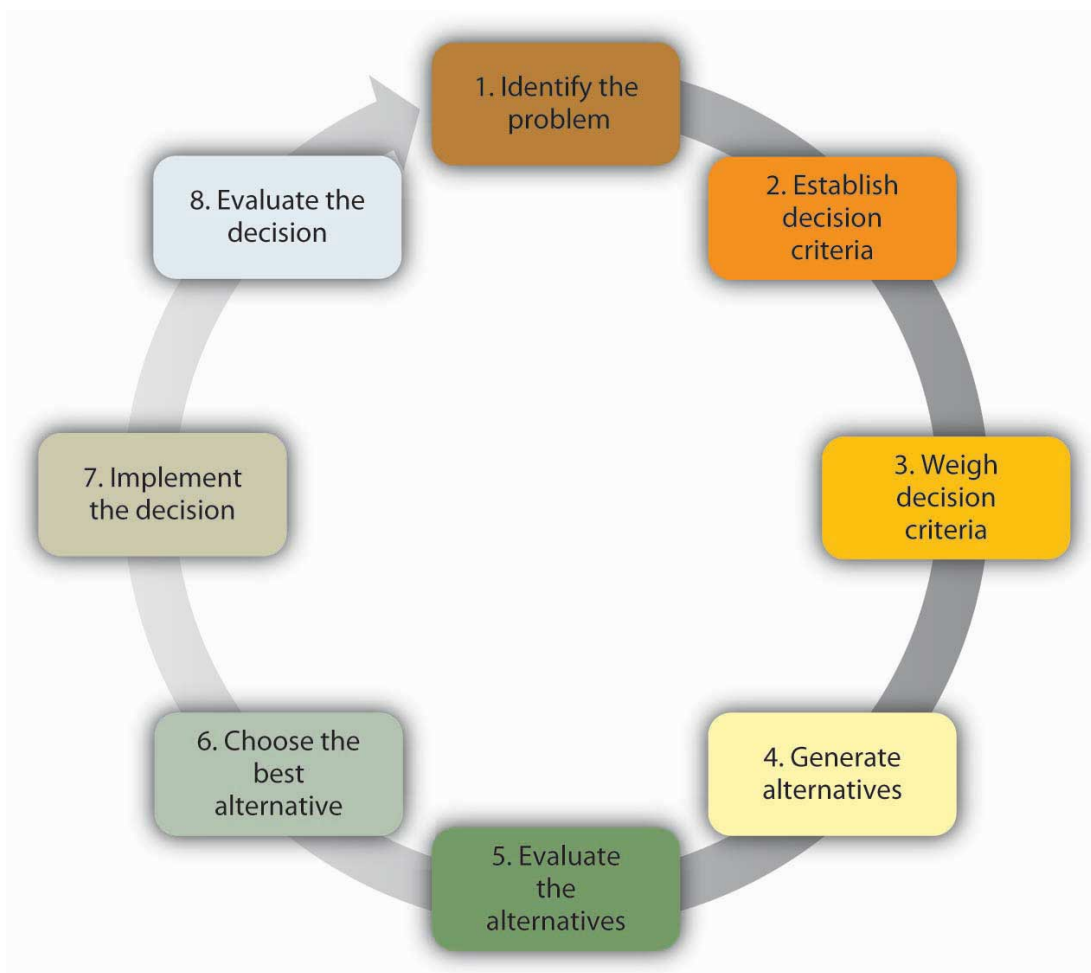 1. Identify the
problem
2. Establish
decision
criteria
3. Weigh
decision
criteria
4. Generate
alternatives
5. Evaluate
the
alternatives
6. Choose the
best
alternative
7. Implement
the decision
8. Evaluate the
decision